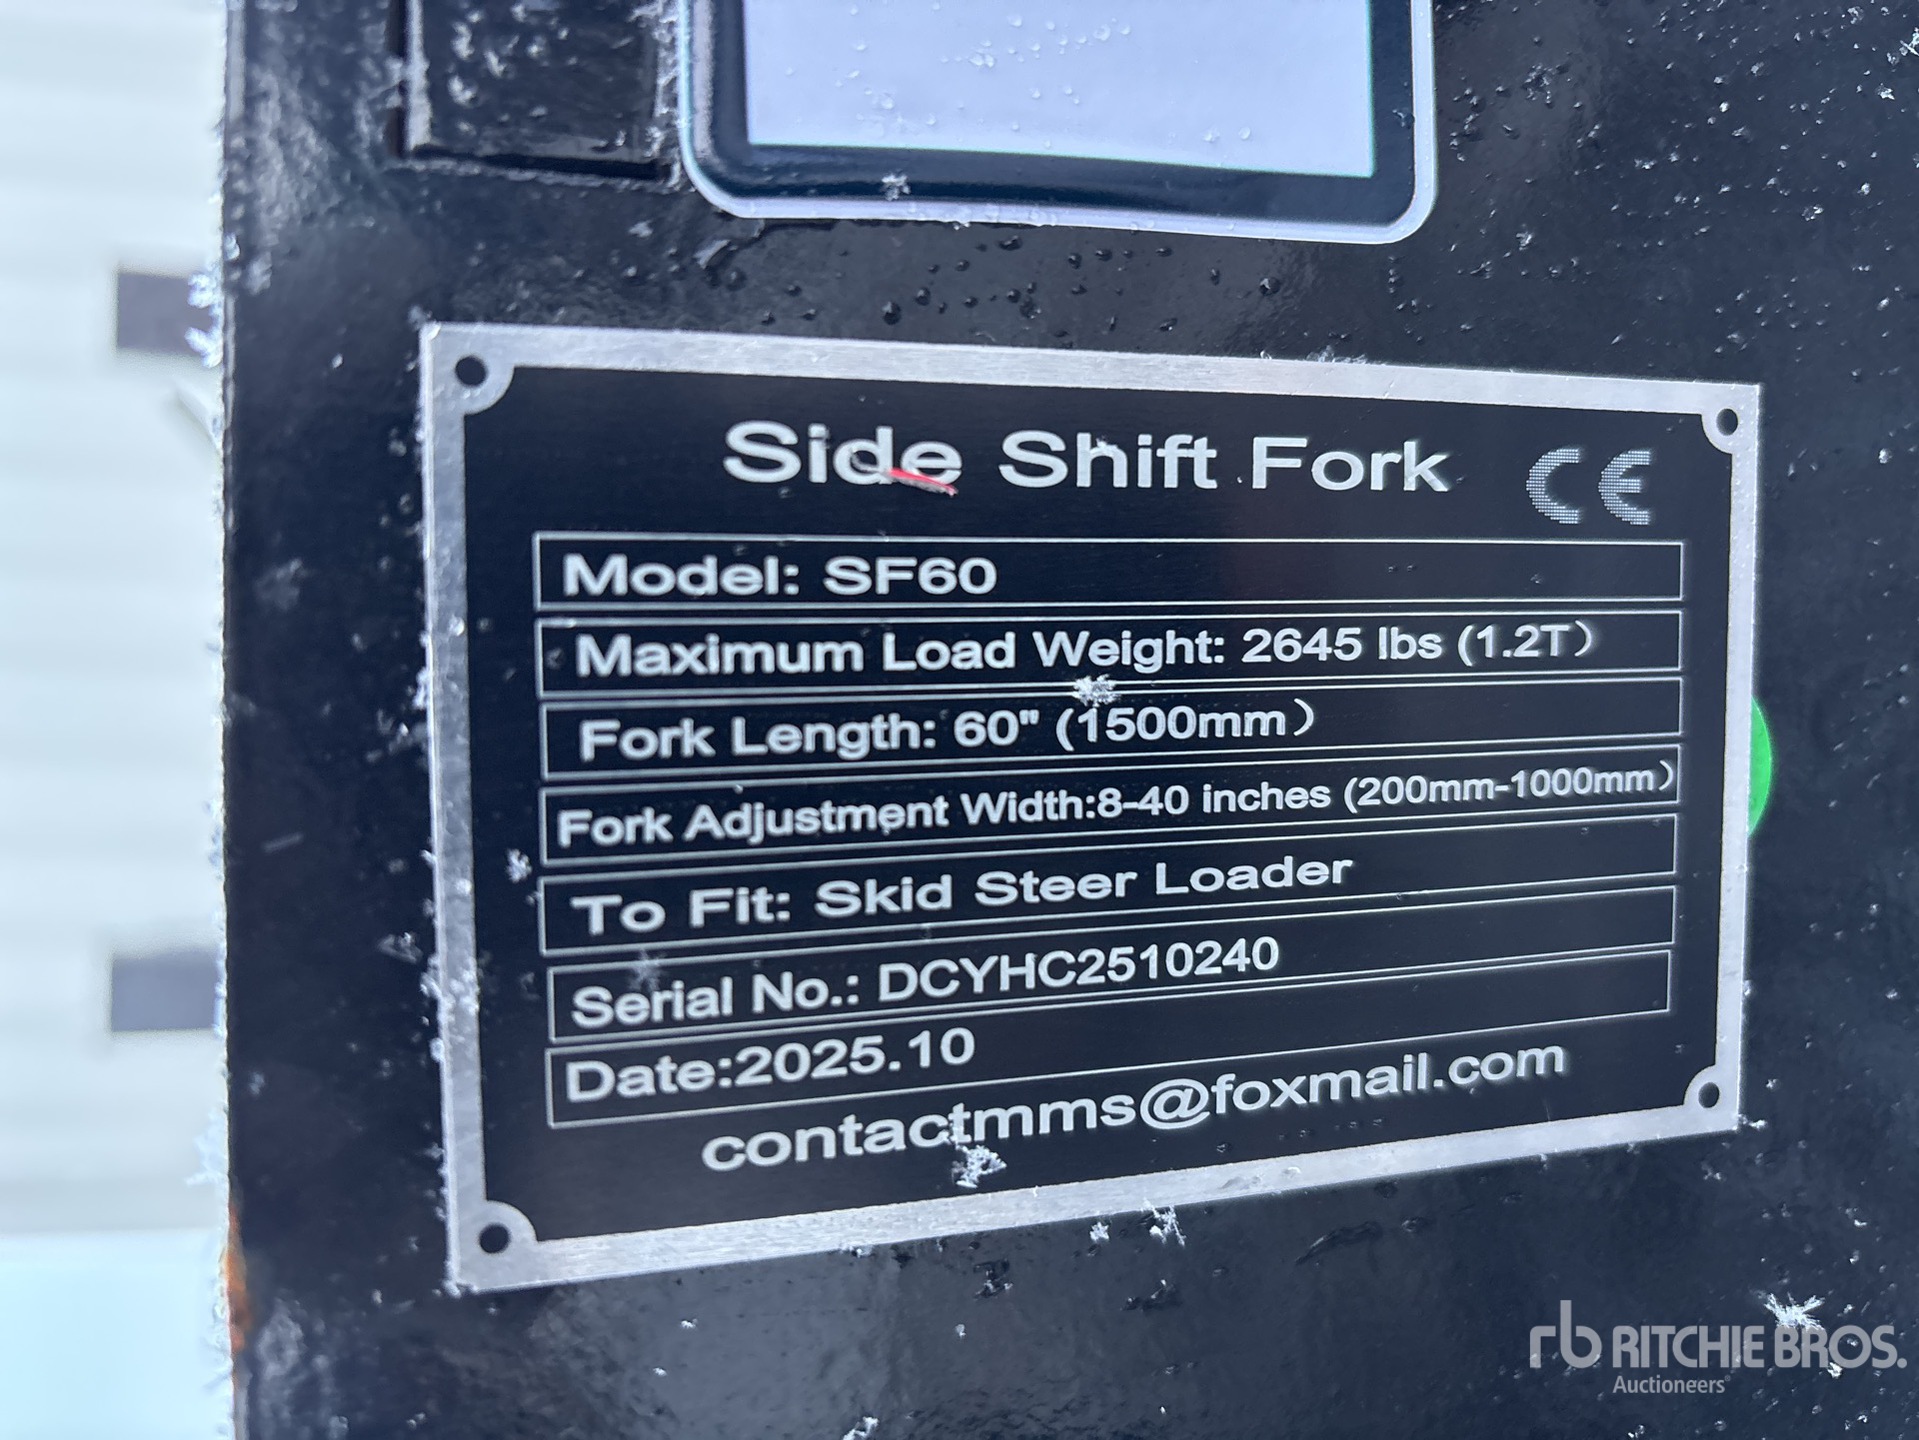 Side Shift Fork CE
Model: SF60
Maximum Load Weight: 2645 lbs (1.2T）
Fork Length: 60" (1500mm）
Fork Adjustment Width:8-40 inches (200mm-1000mm）
To Fit: Skid Steer Loader
Serial No.: DCYHC2510240
Date:2025.10
contactmms@foxmail.com
rb RITCHIE BROS.
Auctioneers